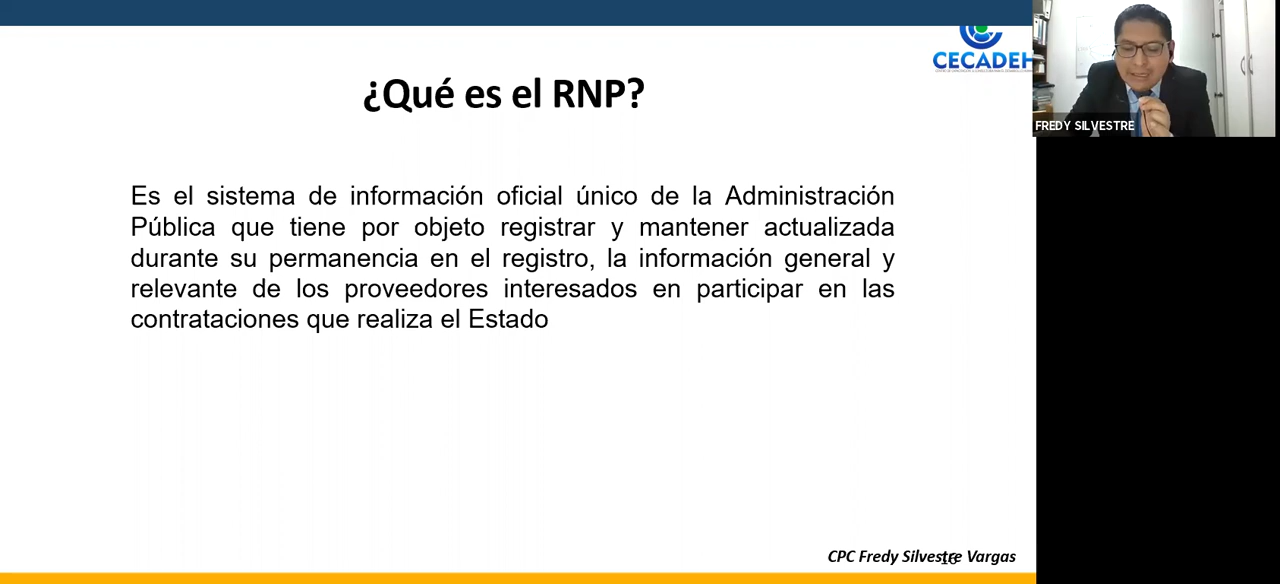 ¿Qué es el RNP?
CECADEH
FREDY SILVESTRE
Es el sistema de información oficial único de la Administración
Pública que tiene por objeto registrar y mantener actualizada
durante su permanencia en el registro, la información general y
relevante de los proveedores interesados en participar en las
contrataciones que realiza el Estado
CPC Fredy Silvestre Vargas